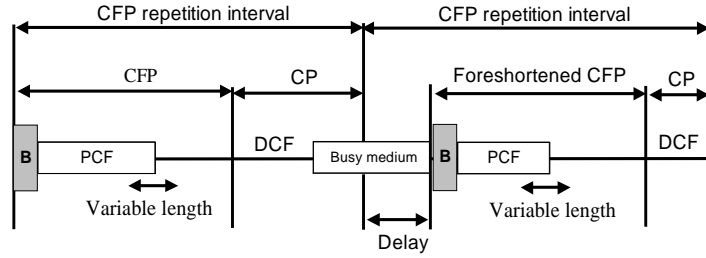 CFP repetition interval CFP repetition interval
CFP CP Foreshortened CFP CP
B PCF DCF Busy medium B PCF DCF
Variable length Variable length
Delay